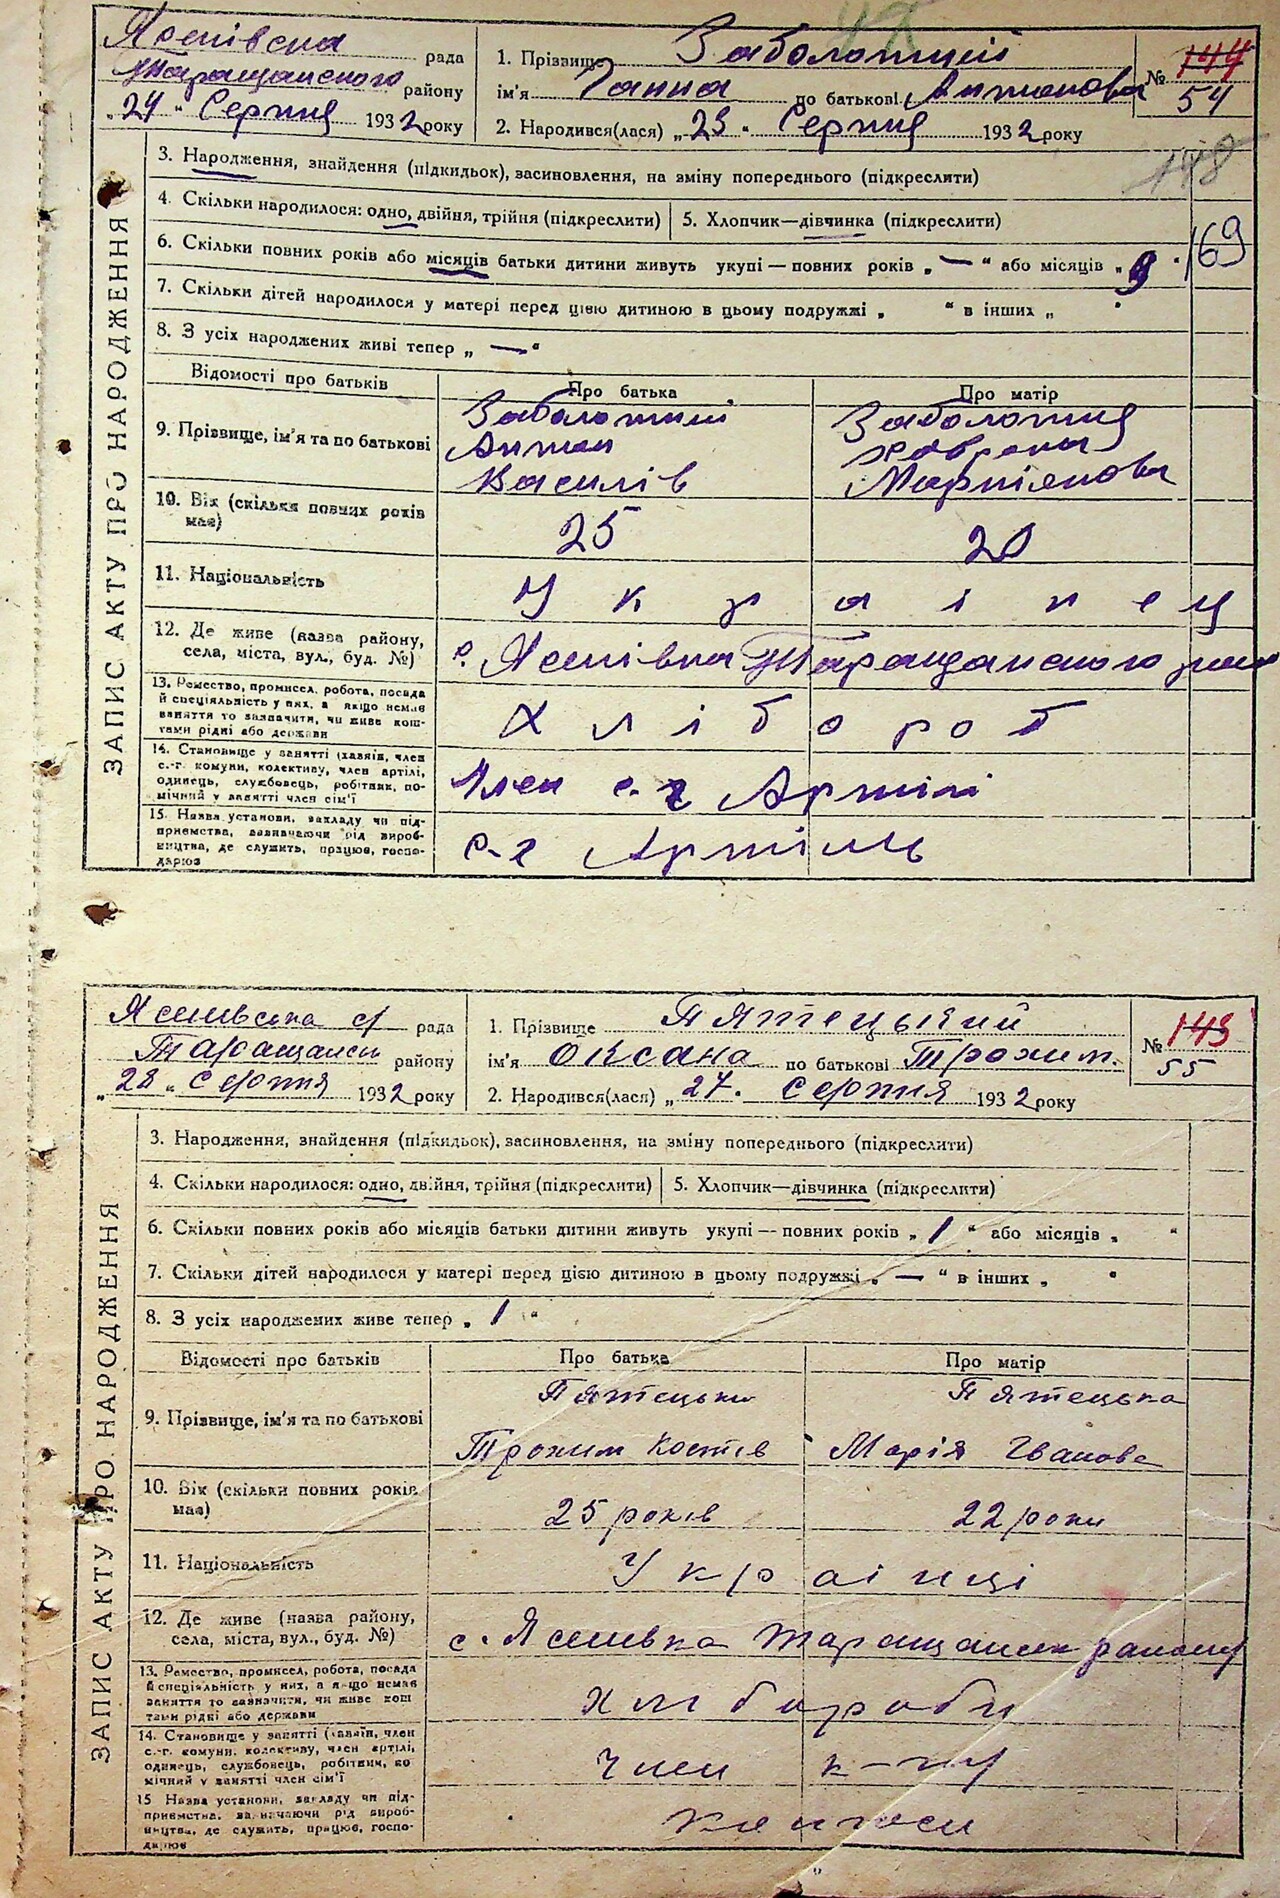 Ясенівска рада
Таращанского району
„24“ Серпня 1932 року
1. Прізвище Заболотний
ім'я Ганна по батькові Антонова
2. Народився(лася) „23“ Серпня 1932 року
№ 144
54
148
169
ЗАПИС АКТУ ПРО НАРОДЖЕННЯ
3. Народження, знайдення (підкидьок), засиновлення, на зміну попереднього (підкреслити)
4. Скільки народилося: одно, двійня, трійня (підкреслити) 5. Хлопчик—дівчинка (підкреслити)
6. Скільки повних років або місяців батьки дитини живуть укупі — повних років „ — “ або місяців „ 9 “
7. Скільки дітей народилося у матері перед цією дитиною в цьому подружжі „ “ в інших „ “
8. З усіх народжених живі тепер „ — “
Відомості про батьків Про батька Про матір
9. Прізвище, ім'я та по батькові
Заболотний Заболотня
Антон
Василів Мартіянова
10. Вік (скільки повних років має)
25 20
11. Національність
Украінец
12. Де живе (назва району, села, міста, вул., буд. №)
с. Ясенівка Таращанского району
13. Ремество, промисел, робота, посада й спеціяльність у них, а якщо немає заняття то зазначити, чи живе коштами рідні або держави
Хлібороб
14. Становище у занятті (хазяїн, член с.-г. комуни, колективу, член артілі, одинець, службовець, робітник, помічний у занятті член сім'ї
Член с. г Артілі
15. Назва установи, закладу чи підприємства, зазначаючи рід виробництва, де служить, працює, господарює
с-г Артіль
Ясенівська с/ рада
Таращанськ району
„28“ Серпня 1932 року
1. Прізвище Пятецький
ім'я Оксана по батькові Трохим.
2. Народився(лася) „27“ Серпня 1932 року
№ 145
55
ЗАПИС АКТУ ПРО НАРОДЖЕННЯ
3. Народження, знайдення (підкидьок), засиновлення, на зміну попереднього (підкреслити)
4. Скільки народилося: одно, двійня, трійня (підкреслити) 5. Хлопчик—дівчинка (підкреслити)
6. Скільки повних років або місяців батьки дитини живуть укупі — повних років „ 1 “ або місяців „ “
7. Скільки дітей народилося у матері перед цією дитиною в цьому подружжі „ — “ в інших „ “
8. З усіх народжених живе тепер „ 1 “
Відомості про батьків Про батька Про матір
9. Прізвище, ім'я та по батькові
Пятецьки Пятецька
Трохим Костів Марія Іванова
10. Вік (скільки повних років має)
25 років 22 роки
11. Національність
Украінці
12. Де живе (назва району, села, міста, вул., буд. №)
с. Ясенівка Таращанськ району
13. Ремество, промисел, робота, посада й спеціяльність у них, а якщо немає заняття то зазначити, чи живе коштами рідні або держави
Хлібороби
14. Становище у занятті (хазяїн, член с.-г. комуни, колективу, член артілі, одинець, службовець, робітник, помічний у занятті член сім'ї
Член
15 Назва установи, закладу чи підприємства, зазначаючи рід виробництва, де служить, працює, господарює